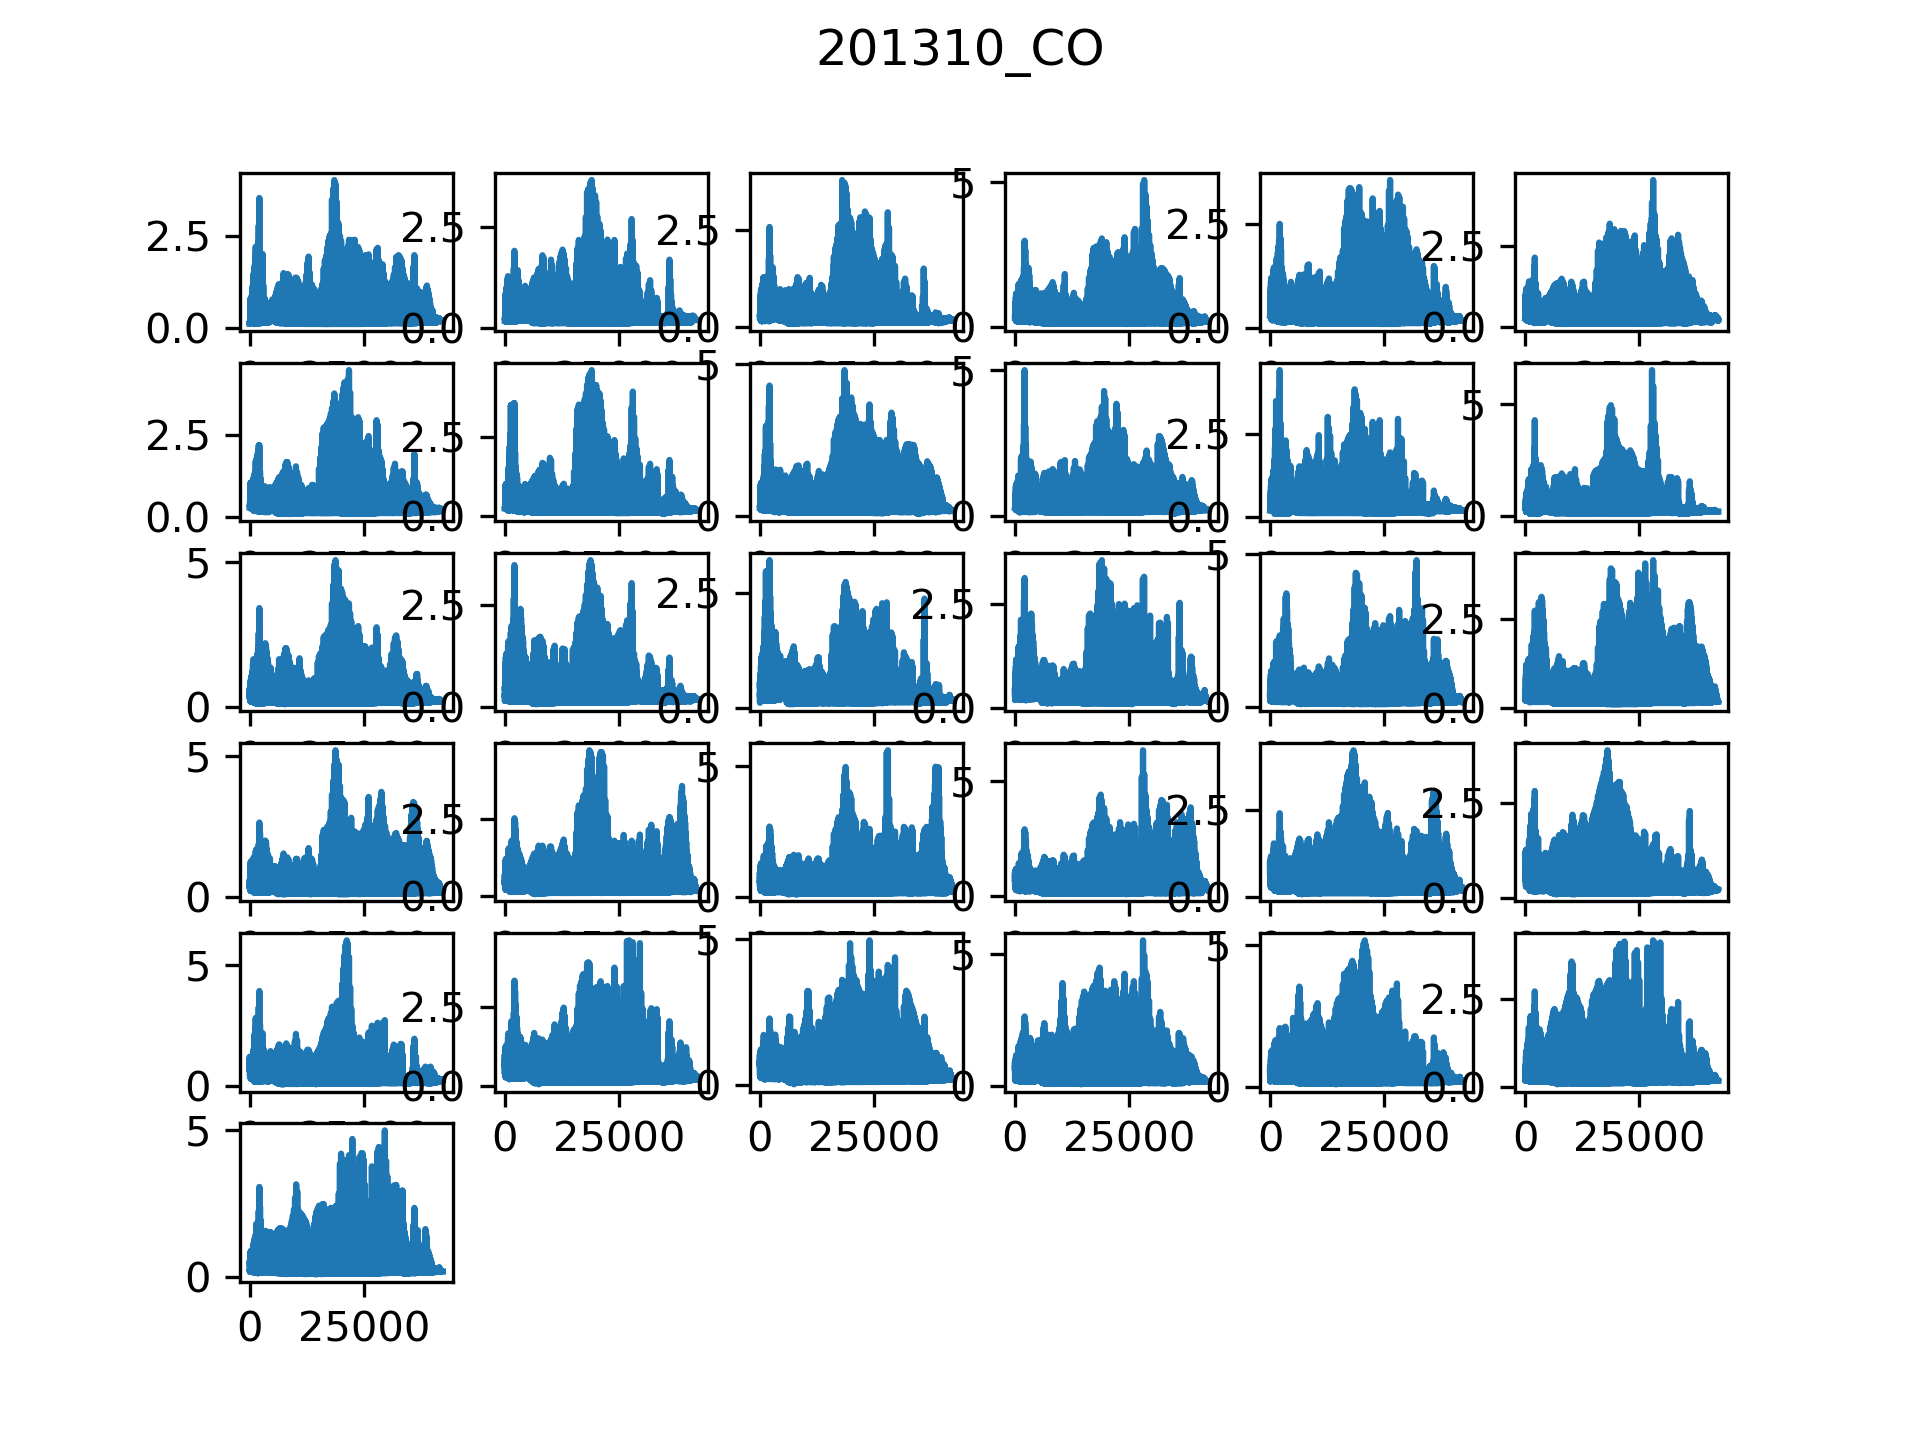 201310_CO
2.5 2.5 2.5 5 2.5 2.5
0.0 0.0 0.0 0 0.0 0.0
2.5 2.5 5 5 2.5 5
0.0 0.0 0 0 0.0 0
5 2.5 2.5 2.5 5 2.5
0 0.0 0.0 0.0 0 0.0
5 2.5 5 5 2.5 2.5
0 0.0 0 0 0.0 0.0
5 2.5 5 5 5 2.5
0 0.0 0 0 0 0.0
0 25000 0 25000 0 25000 0 25000 0 25000
5
0
0 25000